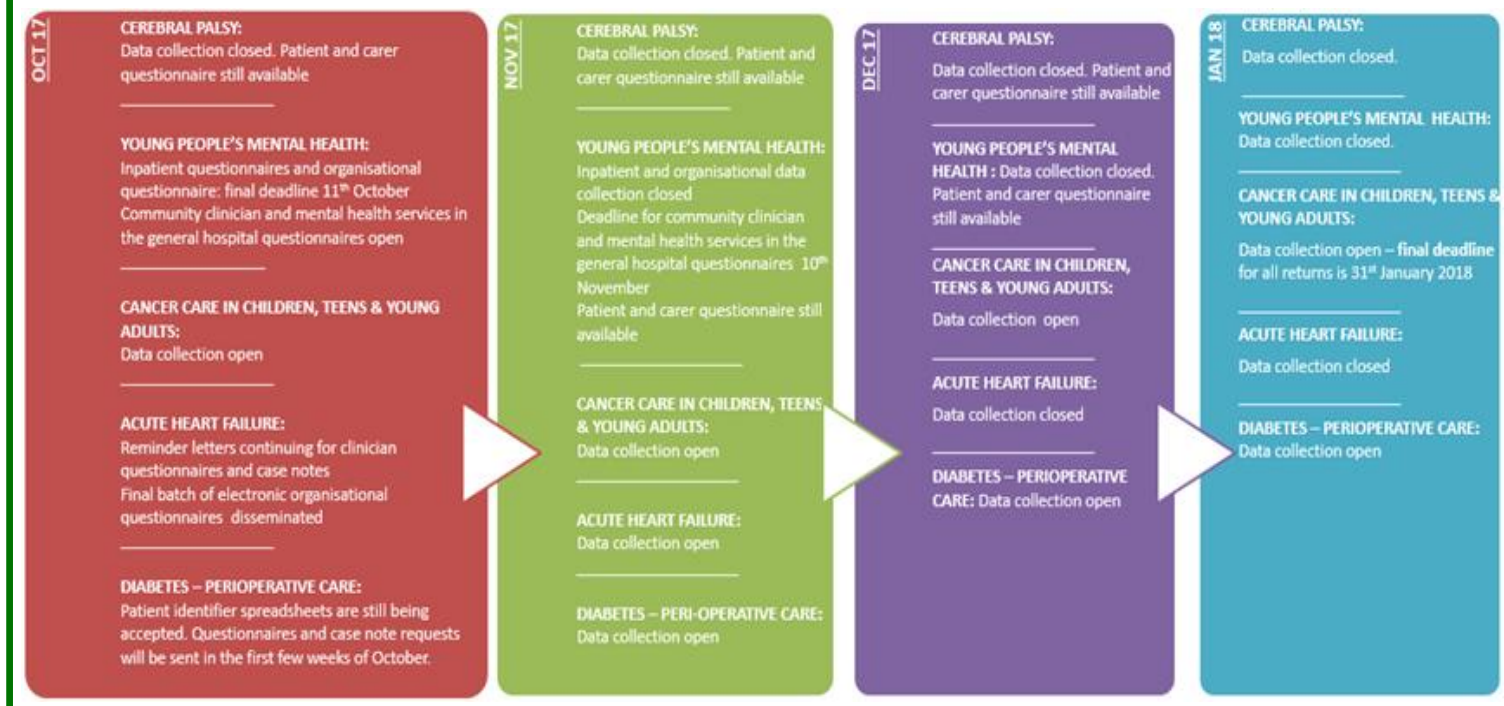 OCT 17
CEREBRAL PALSY:
Data collection closed. Patient and carer
questionnaire still available
YOUNG PEOPLE'S MENTAL HEALTH:
Inpatient questionnaires and organisational
questionnaire: final deadline 11th October
Community clinician and mental health services in
the general hospital questionnaires open
CANCER CARE IN CHILDREN, TEENS & YOUNG
ADULTS:
Data collection open
ACUTE HEART FAILURE:
Reminder letters continuing for clinician
questionnaires and case notes
Final batch of electronic organisational
questionnaires disseminated
DIABETES – PERIOPERATIVE CARE:
Patient identifier spreadsheets are still being
accepted. Questionnaires and case note requests
will be sent in the first few weeks of October.
NOV 17
CEREBRAL PALSY:
Data collection closed. Patient and
carer questionnaire still available
YOUNG PEOPLE'S MENTAL HEALTH:
Inpatient and organisational data
collection closed
Deadline for community clinician
and mental health services in the
general hospital questionnaires 10th
November
Patient and carer questionnaire still
available
CANCER CARE IN CHILDREN, TEENS
& YOUNG ADULTS:
Data collection open
ACUTE HEART FAILURE:
Data collection open
DIABETES – PERI-OPERATIVE CARE:
Data collection open
DEC 17
CEREBRAL PALSY:
Data collection closed. Patient and
carer questionnaire still available
YOUNG PEOPLE'S MENTAL
HEALTH : Data collection closed.
Patient and carer questionnaire
still available
CANCER CARE IN CHILDREN,
TEENS & YOUNG ADULTS:
Data collection open
ACUTE HEART FAILURE:
Data collection closed
DIABETES – PERIOPERATIVE
CARE: Data collection open
JAN 18
CEREBRAL PALSY:
Data collection closed.
YOUNG PEOPLE'S MENTAL HEALTH:
Data collection closed.
CANCER CARE IN CHILDREN, TEENS &
YOUNG ADULTS:
Data collection open – final deadline
for all returns is 31st January 2018
ACUTE HEART FAILURE:
Data collection closed
DIABETES – PERIOPERATIVE CARE:
Data collection open